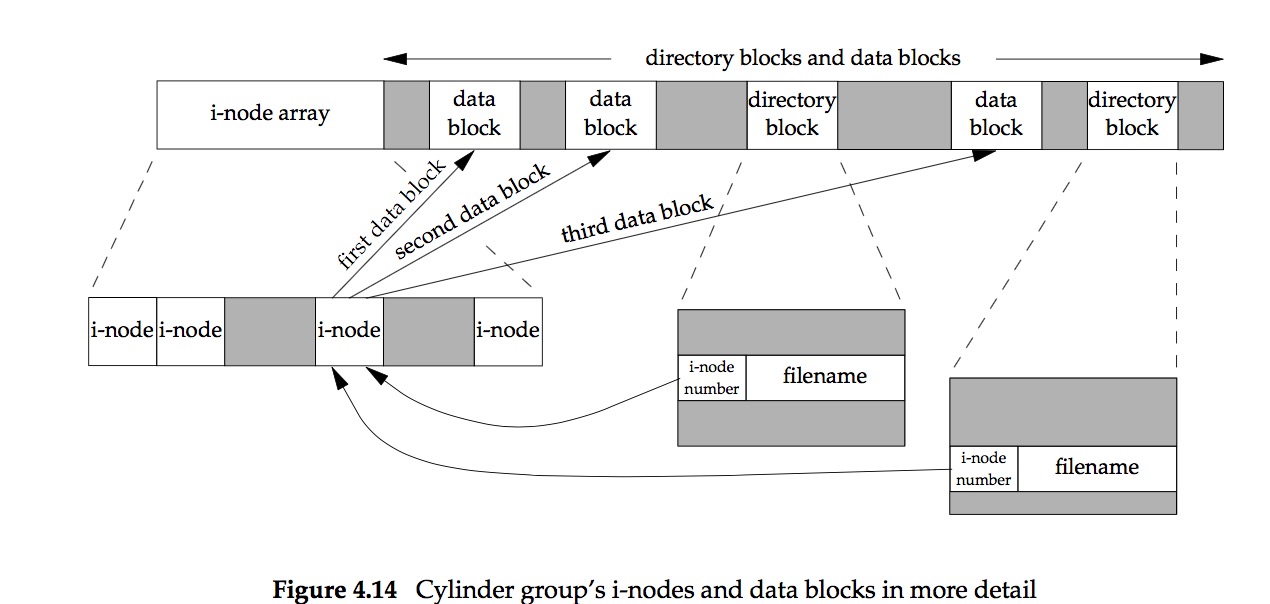 directory blocks and data blocks
i-node array
data
block
data
block
directory
block
data
block
directory
block
first data block
second data block
third data block
i-node
i-node
i-node
i-node
i-node
number
filename
i-node
number
filename
Figure 4.14 Cylinder group’s i-nodes and data blocks in more detail